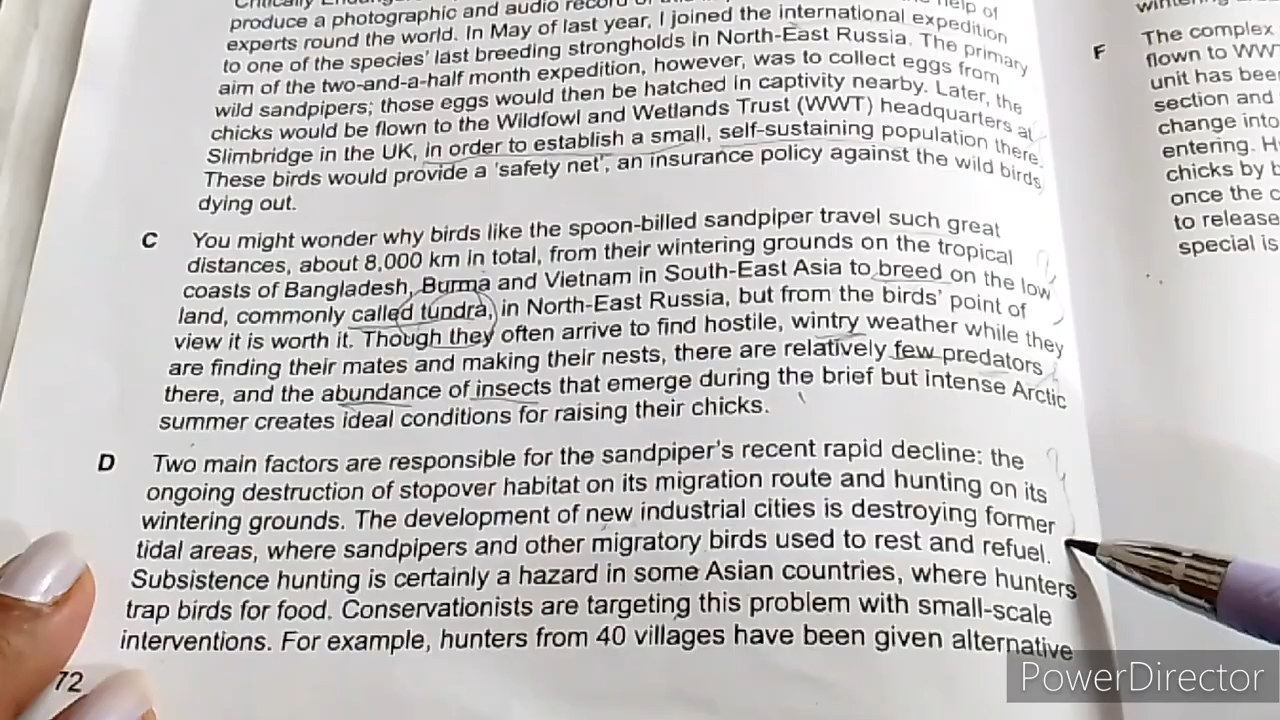 Critically
produce a photographic and audio record of help of
experts round the world. In May of last year, I joined the international expedition
to one of the species' last breeding strongholds in North-East Russia. The primary
aim of the two-and-a-half month expedition, however, was to collect eggs from
wild sandpipers; those eggs would then be hatched in captivity nearby. Later, the
chicks would be flown to the Wildfowl and Wetlands Trust (WWT) headquarters at
Slimbridge in the UK, in order to establish a small, self-sustaining population there.
These birds would provide a 'safety net', an insurance policy against the wild birds
dying out.
C You might wonder why birds like the spoon-billed sandpiper travel such great
distances, about 8,000 km in total, from their wintering grounds on the tropical
coasts of Bangladesh, Burma and Vietnam in South-East Asia to breed on the low
land, commonly called tundra, in North-East Russia, but from the birds' point of
view it is worth it. Though they often arrive to find hostile, wintry weather while they
are finding their mates and making their nests, there are relatively few predators
there, and the abundance of insects that emerge during the brief but intense Arctic
summer creates ideal conditions for raising their chicks.
D Two main factors are responsible for the sandpiper's recent rapid decline: the
ongoing destruction of stopover habitat on its migration route and hunting on its
wintering grounds. The development of new industrial cities is destroying former
tidal areas, where sandpipers and other migratory birds used to rest and refuel.
Subsistence hunting is certainly a hazard in some Asian countries, where hunters
trap birds for food. Conservationists are targeting this problem with small-scale
interventions. For example, hunters from 40 villages have been given alternative
72
F The complex
flown to WWT
unit has been
section and
change into
entering. H
chicks by b
once the c
to release
special is
PowerDirector